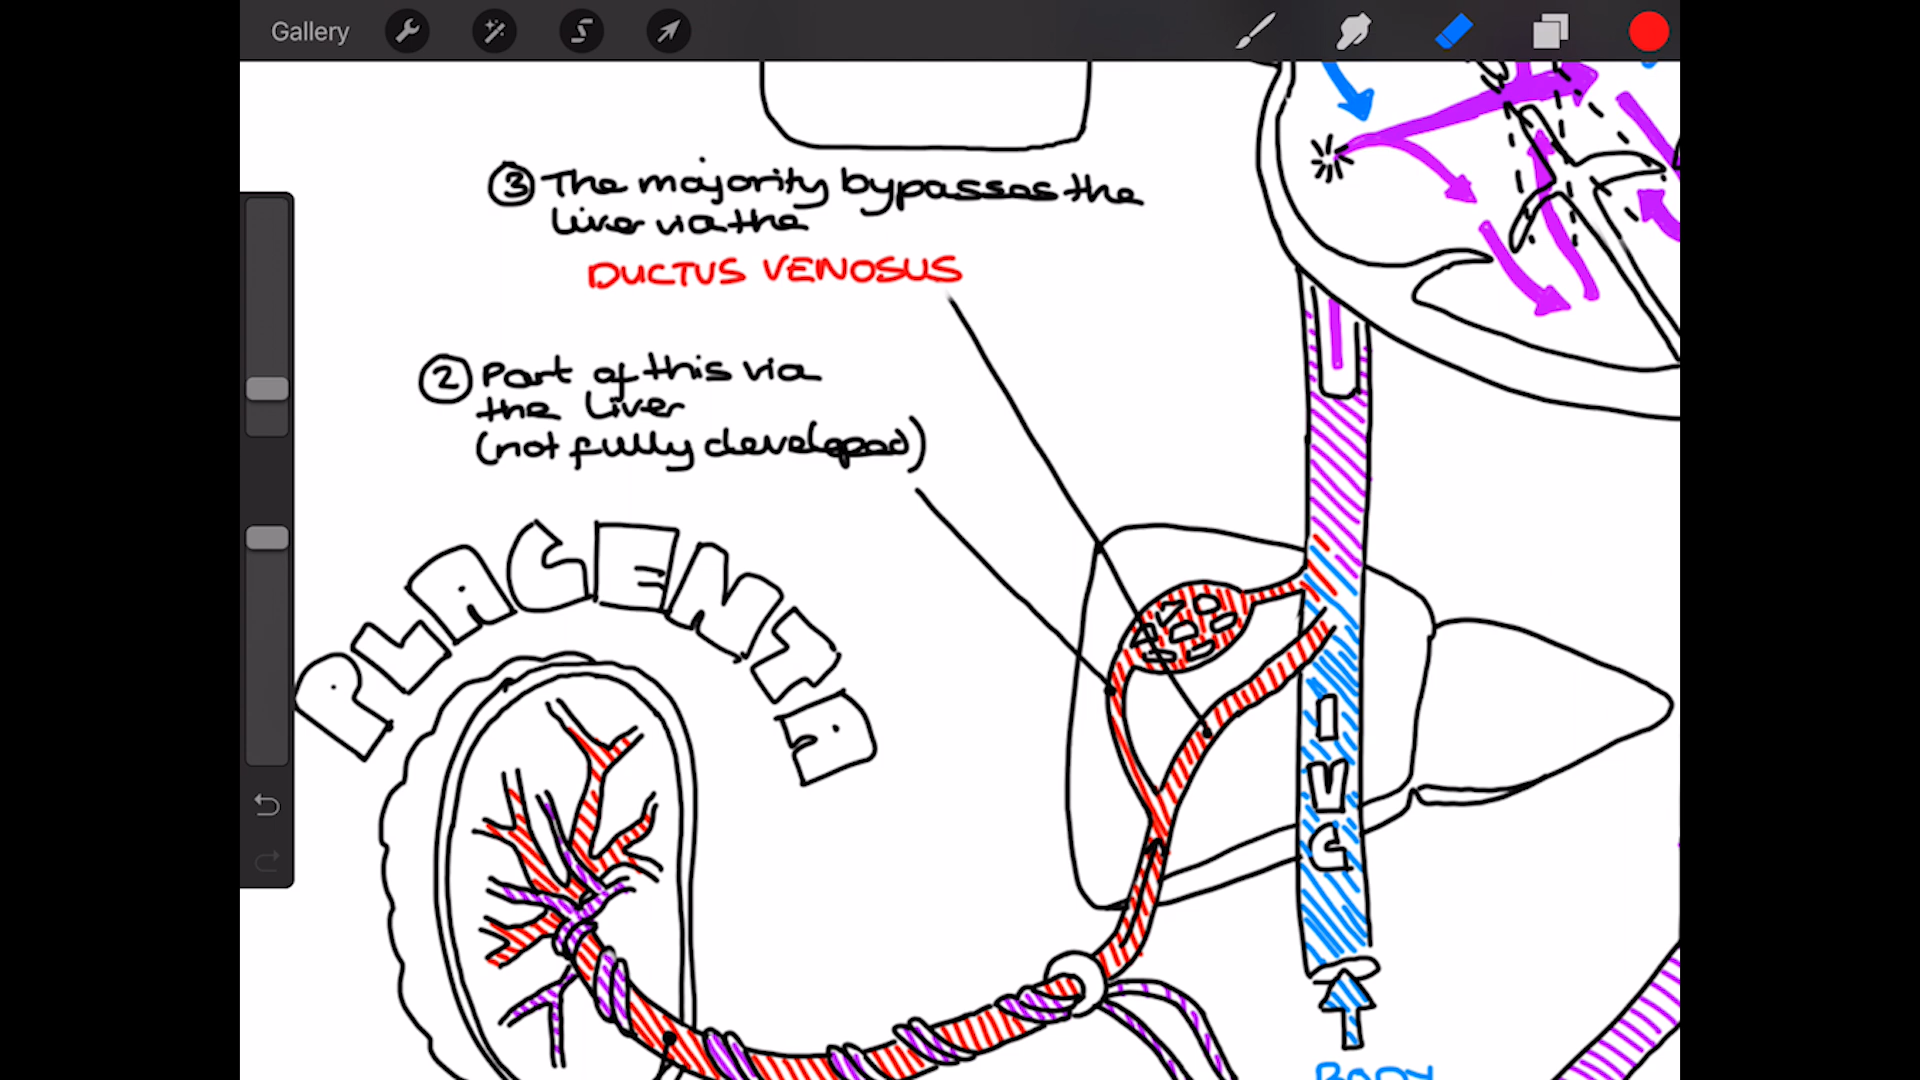 Gallery
③ The majority bypasses the
liver via the
DUCTUS VENOSUS
② Part of this via
the liver
(not fully developed)
PLACENTA
IVC
BODY